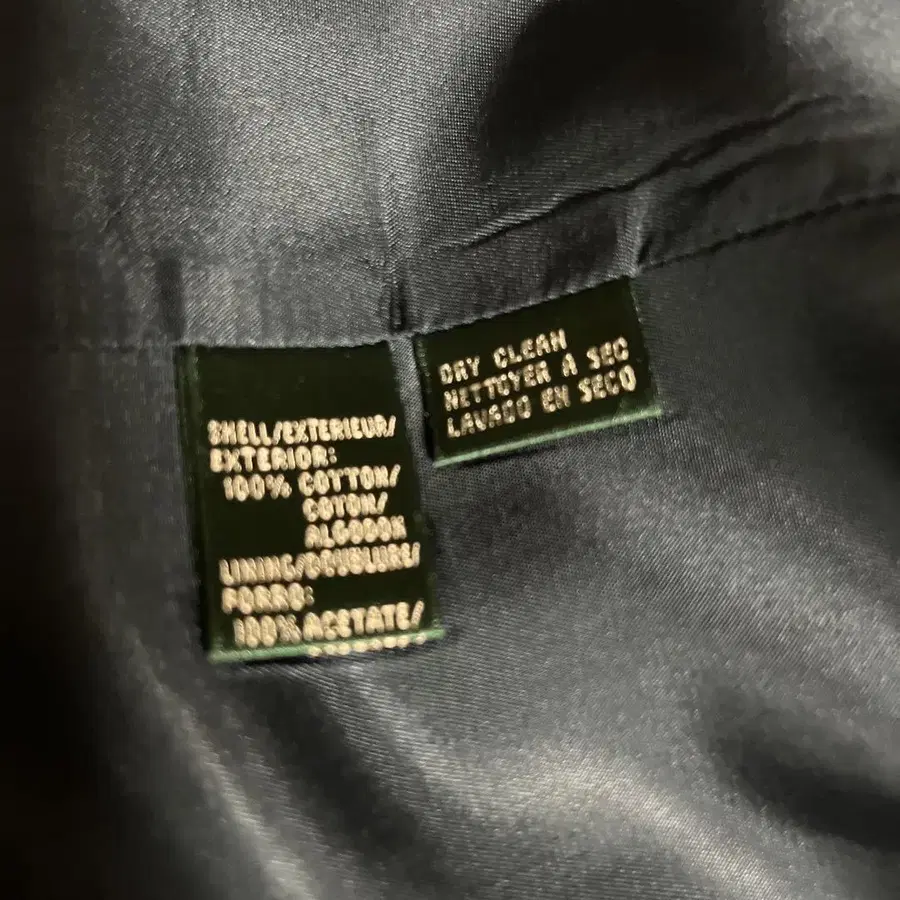 SHELL/EXTERIEUR/
EXTERIOR:
100% COTTON/
COTON/
ALGODON
LINING/DOUBLURE/
FORRO:
100% ACETATE/
DRY CLEAN
NETTOYER A SEC
LAVADO EN SECO